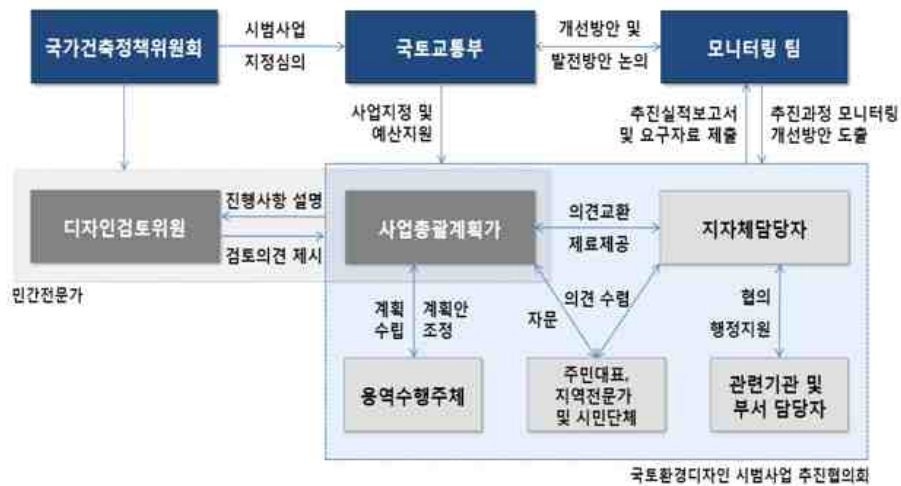 국가건축정책위원회
시범사업
지정심의
국토교통부
개선방안 및
발전방안 논의
모니터링 팀
사업지정 및
예산지원
추진실적보고서
및 요구자료 제출
추진과정 모니터링
개선방안 도출
디자인검토위원
진행사항 설명
검토의견 제시
사업총괄계획가
의견교환
제료제공
지자체담당자
민간전문가
계획
수립
계획안
조정
자문
의견 수렴
협의
행정지원
용역수행주체
주민대표,
지역전문가
및 시민단체
관련기관 및
부서 담당자
국토환경디자인 시범사업 추진협의회